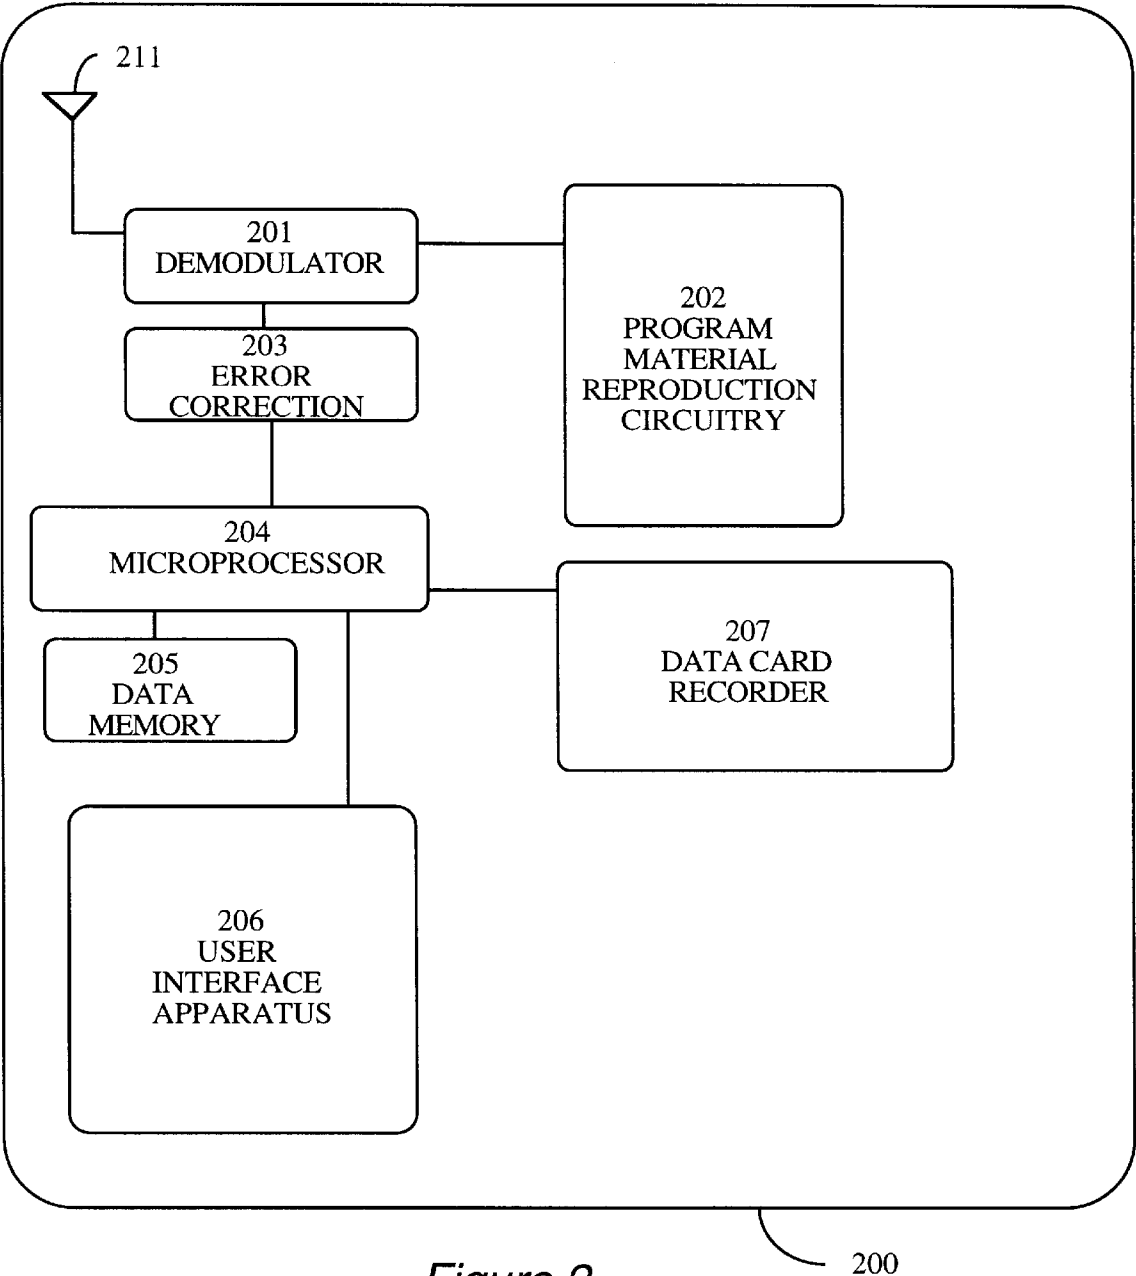 211
201
DEMODULATOR
202
PROGRAM
MATERIAL
REPRODUCTION
CIRCUITRY
203
ERROR
CORRECTION
204
MICROPROCESSOR
207
DATA CARD
RECORDER
205
DATA
MEMORY
206
USER
INTERFACE
APPARATUS
200
Figure